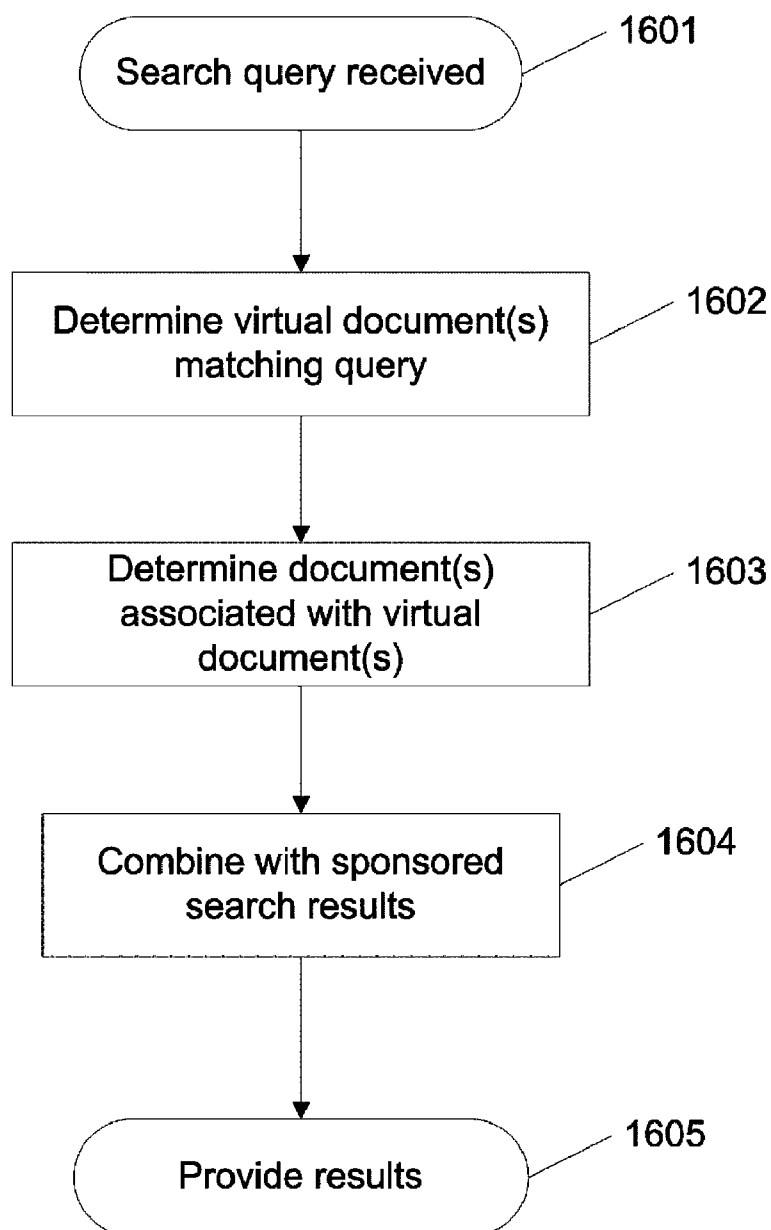 1601
Search query received
1602
Determine virtual document(s)
matching query
1603
Determine document(s)
associated with virtual
document(s)
1604
Combine with sponsored
search results
1605
Provide results